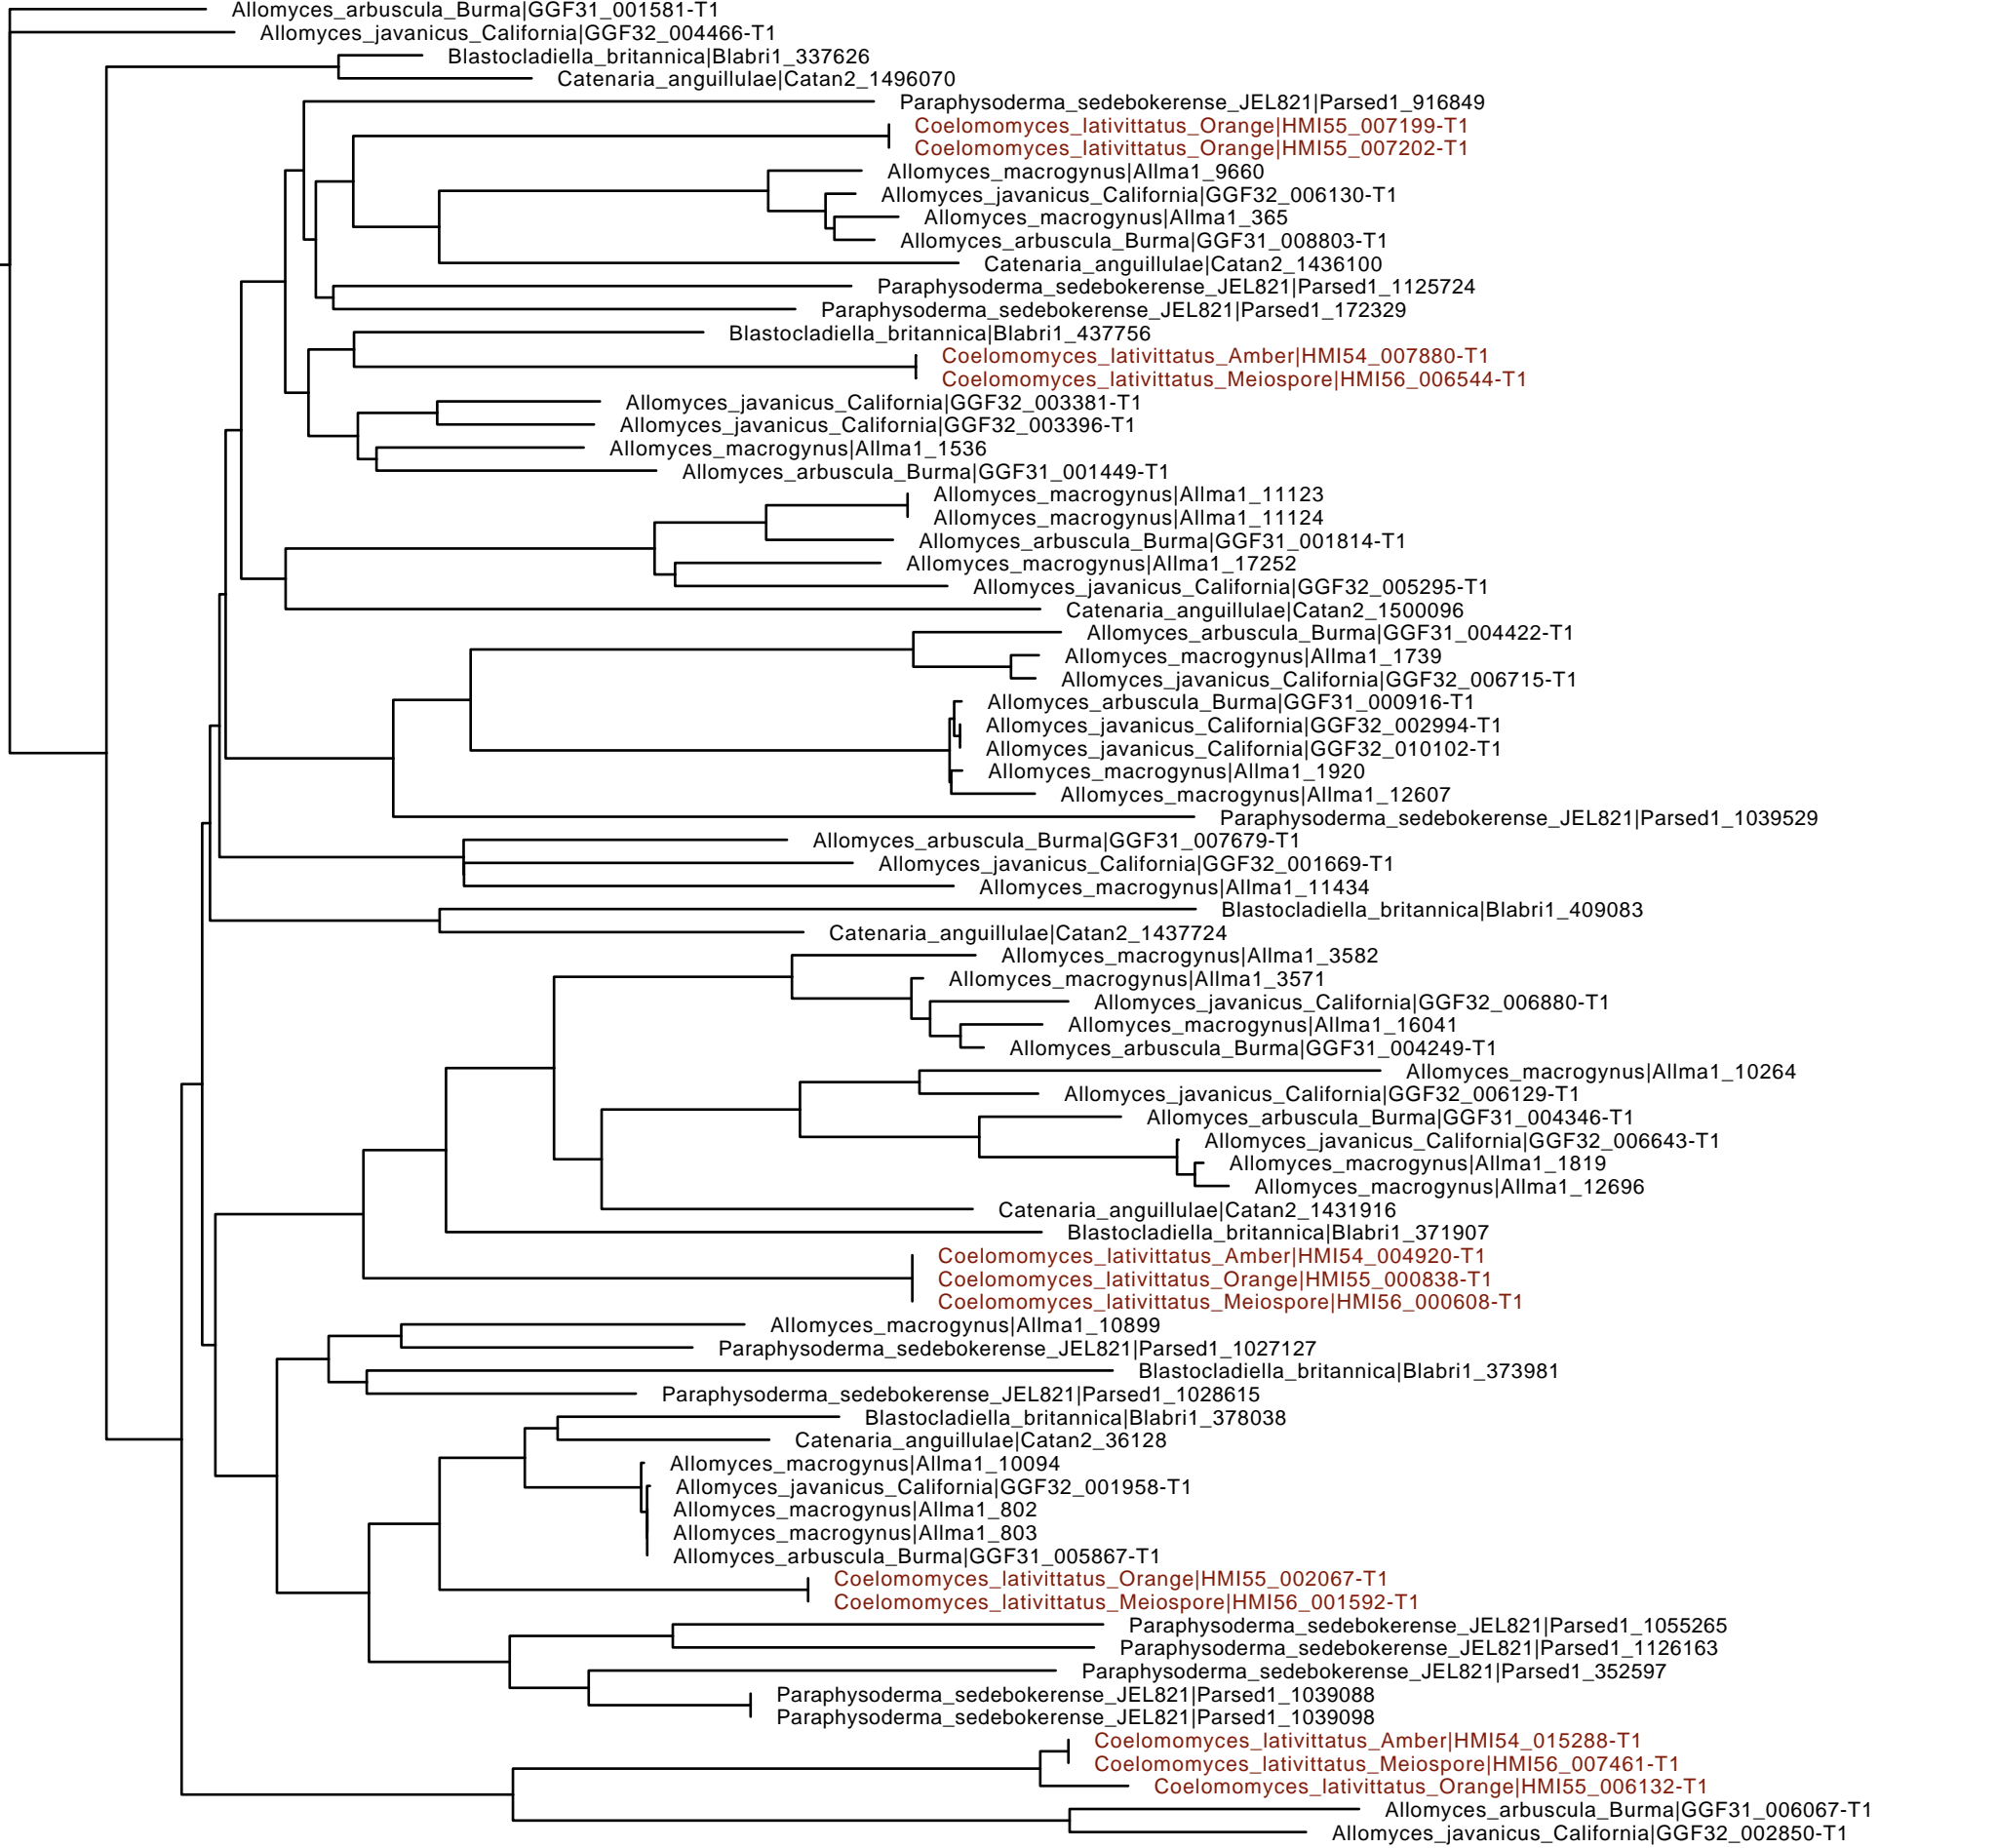 Allomyces_arbuscula_Burma|GGF31_001581-T1
Allomyces_javanicus_California|GGF32_004466-T1
Blastocladiella_britannica|Blabri1_337626
Catenaria_anguillulae|Catan2_1496070
Paraphysoderma_sedebokerense_JEL821|Parsed1_916849
Coelomomyces_lativittatus_Orange|HMI55_007199-T1
Coelomomyces_lativittatus_Orange|HMI55_007202-T1
Allomyces_macrogynus|Allma1_9660
Allomyces_javanicus_California|GGF32_006130-T1
Allomyces_macrogynus|Allma1_365
Allomyces_arbuscula_Burma|GGF31_008803-T1
Catenaria_anguillulae|Catan2_1436100
Paraphysoderma_sedebokerense_JEL821|Parsed1_1125724
Paraphysoderma_sedebokerense_JEL821|Parsed1_172329
Blastocladiella_britannica|Blabri1_437756
Coelomomyces_lativittatus_Amber|HMI54_007880-T1
Coelomomyces_lativittatus_Meiospore|HMI56_006544-T1
Allomyces_javanicus_California|GGF32_003381-T1
Allomyces_javanicus_California|GGF32_003396-T1
Allomyces_macrogynus|Allma1_1536
Allomyces_arbuscula_Burma|GGF31_001449-T1
Allomyces_macrogynus|Allma1_11123
Allomyces_macrogynus|Allma1_11124
Allomyces_arbuscula_Burma|GGF31_001814-T1
Allomyces_macrogynus|Allma1_17252
Allomyces_javanicus_California|GGF32_005295-T1
Catenaria_anguillulae|Catan2_1500096
Allomyces_arbuscula_Burma|GGF31_004422-T1
Allomyces_macrogynus|Allma1_1739
Allomyces_javanicus_California|GGF32_006715-T1
Allomyces_arbuscula_Burma|GGF31_000916-T1
Allomyces_javanicus_California|GGF32_002994-T1
Allomyces_javanicus_California|GGF32_010102-T1
Allomyces_macrogynus|Allma1_1920
Allomyces_macrogynus|Allma1_12607
Paraphysoderma_sedebokerense_JEL821|Parsed1_1039529
Allomyces_arbuscula_Burma|GGF31_007679-T1
Allomyces_javanicus_California|GGF32_001669-T1
Allomyces_macrogynus|Allma1_11434
Blastocladiella_britannica|Blabri1_409083
Catenaria_anguillulae|Catan2_1437724
Allomyces_macrogynus|Allma1_3582
Allomyces_macrogynus|Allma1_3571
Allomyces_javanicus_California|GGF32_006880-T1
Allomyces_macrogynus|Allma1_16041
Allomyces_arbuscula_Burma|GGF31_004249-T1
Allomyces_macrogynus|Allma1_10264
Allomyces_javanicus_California|GGF32_006129-T1
Allomyces_arbuscula_Burma|GGF31_004346-T1
Allomyces_javanicus_California|GGF32_006643-T1
Allomyces_macrogynus|Allma1_1819
Allomyces_macrogynus|Allma1_12696
Catenaria_anguillulae|Catan2_1431916
Blastocladiella_britannica|Blabri1_371907
Coelomomyces_lativittatus_Amber|HMI54_004920-T1
Coelomomyces_lativittatus_Orange|HMI55_000838-T1
Coelomomyces_lativittatus_Meiospore|HMI56_000608-T1
Allomyces_macrogynus|Allma1_10899
Paraphysoderma_sedebokerense_JEL821|Parsed1_1027127
Blastocladiella_britannica|Blabri1_373981
Paraphysoderma_sedebokerense_JEL821|Parsed1_1028615
Blastocladiella_britannica|Blabri1_378038
Catenaria_anguillulae|Catan2_36128
Allomyces_macrogynus|Allma1_10094
Allomyces_javanicus_California|GGF32_001958-T1
Allomyces_macrogynus|Allma1_802
Allomyces_macrogynus|Allma1_803
Allomyces_arbuscula_Burma|GGF31_005867-T1
Coelomomyces_lativittatus_Orange|HMI55_002067-T1
Coelomomyces_lativittatus_Meiospore|HMI56_001592-T1
Paraphysoderma_sedebokerense_JEL821|Parsed1_1055265
Paraphysoderma_sedebokerense_JEL821|Parsed1_1126163
Paraphysoderma_sedebokerense_JEL821|Parsed1_352597
Paraphysoderma_sedebokerense_JEL821|Parsed1_1039088
Paraphysoderma_sedebokerense_JEL821|Parsed1_1039098
Coelomomyces_lativittatus_Amber|HMI54_015288-T1
Coelomomyces_lativittatus_Meiospore|HMI56_007461-T1
Coelomomyces_lativittatus_Orange|HMI55_006132-T1
Allomyces_arbuscula_Burma|GGF31_006067-T1
Allomyces_javanicus_California|GGF32_002850-T1